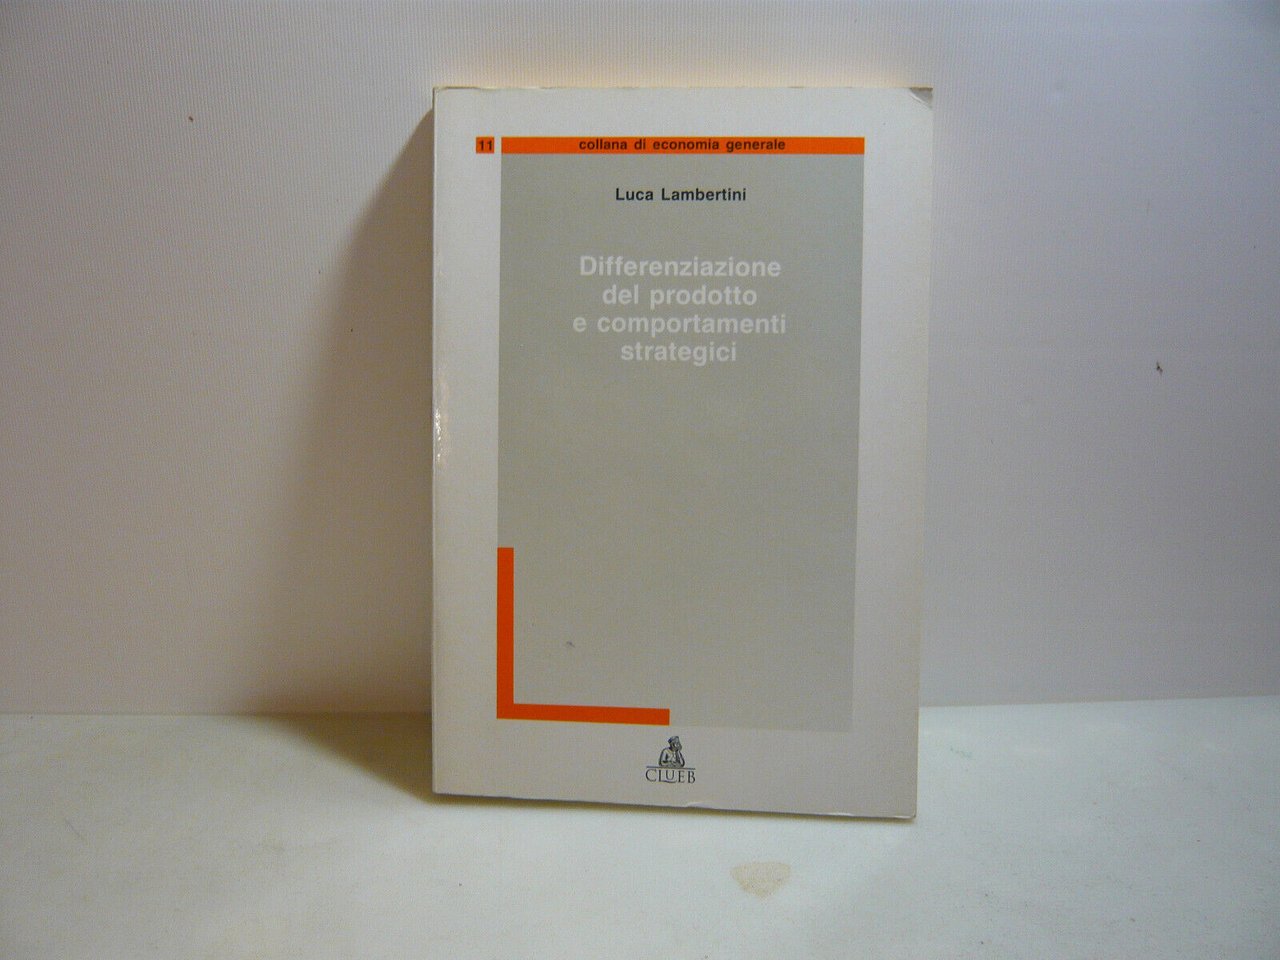 11
collana di economia generale
Luca Lambertini
Differenziazione
del prodotto
e comportamenti
strategici
CLUEB